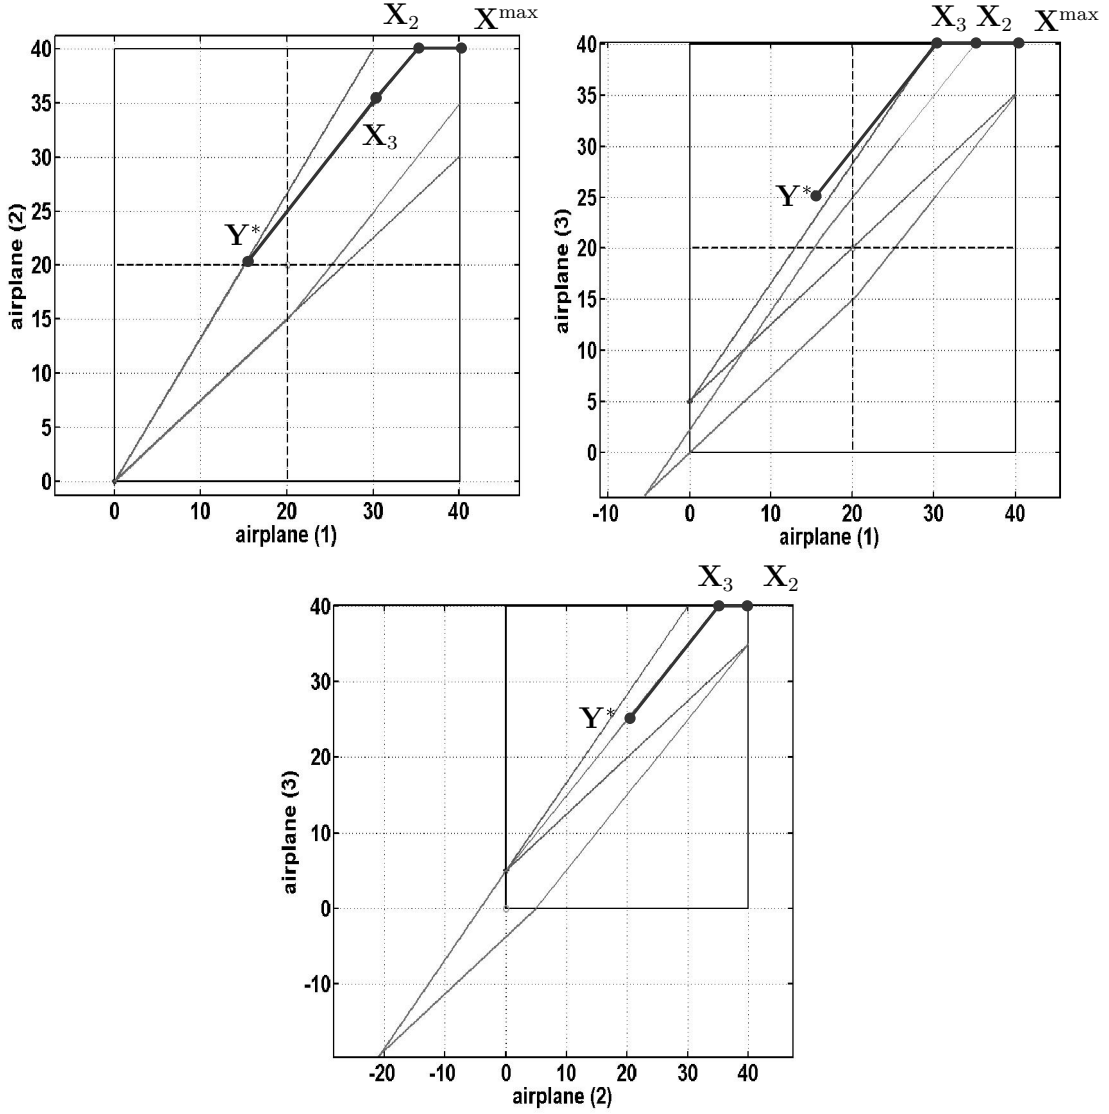 X₂ X^max
40
35
30
25
20
15
10
5
0
X₃
Y*
0 10 20 30 40
airplane (1)
airplane (2)
X₃ X₂ X^max
40
35
30
25
20
15
10
5
0
Y*
-10 0 10 20 30 40
airplane (1)
airplane (3)
X₃ X₂
40
30
20
10
0
-10
Y*
-20 -10 0 10 20 30 40
airplane (2)
airplane (3)